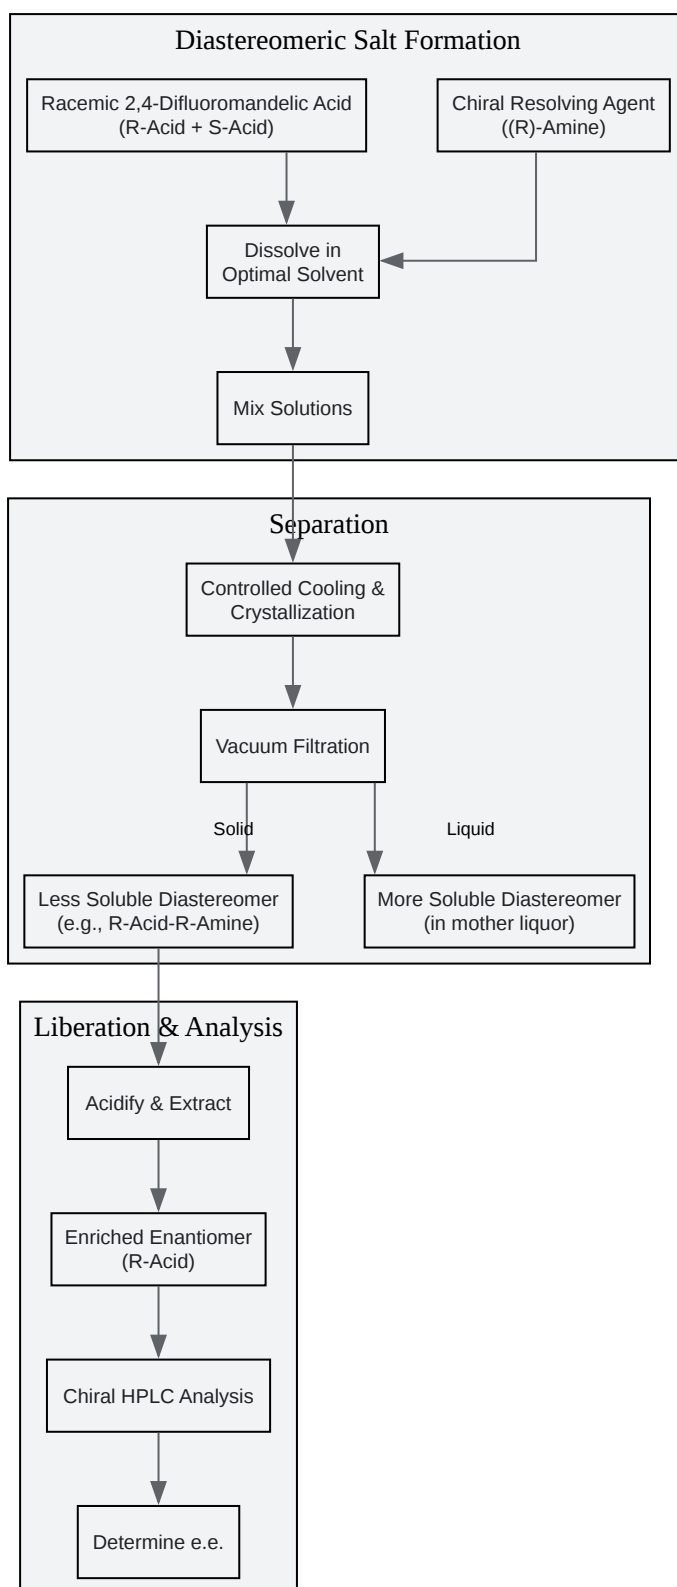 Diastereomeric Salt Formation
Racemic 2,4-Difluoromandelic Acid
(R-Acid + S-Acid)
Chiral Resolving Agent
((R)-Amine)
Dissolve in
Optimal Solvent
Mix Solutions
Separation
Controlled Cooling &
Crystallization
Vacuum Filtration
Solid
Liquid
Less Soluble Diastereomer
(e.g., R-Acid-R-Amine)
More Soluble Diastereomer
(in mother liquor)
Liberation & Analysis
Acidify & Extract
Enriched Enantiomer
(R-Acid)
Chiral HPLC Analysis
Determine e.e.